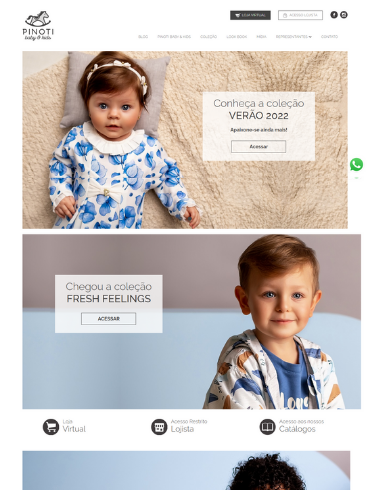 PINOTI
baby & kids
LOJA VIRTUAL
ACESSO LOJISTA
BLOG
PINOTI BABY & KIDS
COLEÇÃO
LOOK BOOK
MÍDIA
REPRESENTANTES
CONTATO
Conheça a coleção
VERÃO 2022
Apaixone-se ainda mais!
Acessar
Chegou a coleção
FRESH FEELINGS
ACESSAR
Loja
Virtual
Acesso Restrito
Lojista
Acesso aos nossos
Catálogos